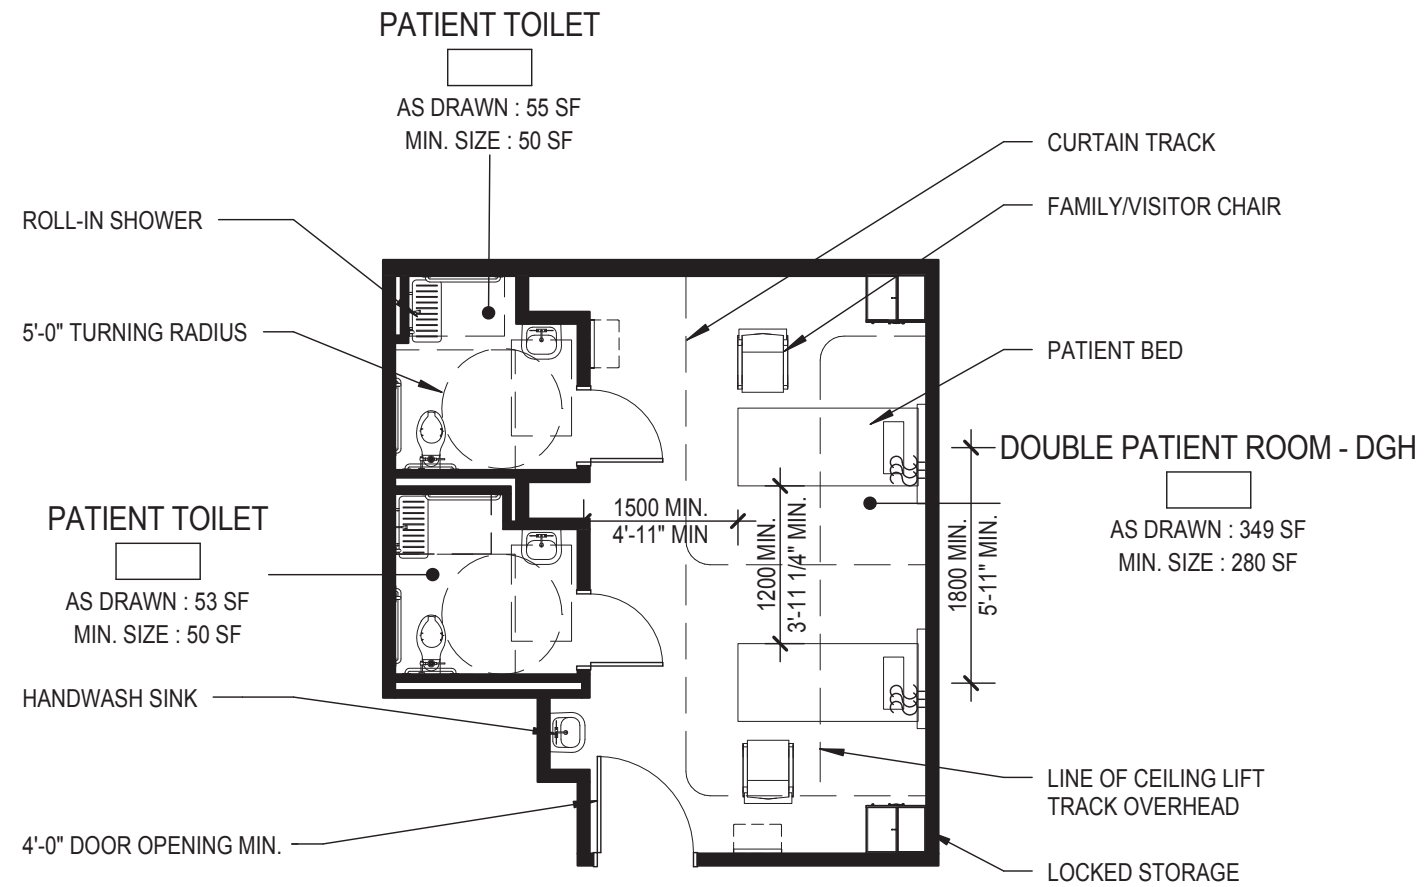 PATIENT TOILET
AS DRAWN : 55 SF
MIN. SIZE : 50 SF
CURTAIN TRACK
FAMILY/VISITOR CHAIR
ROLL-IN SHOWER
5'-0" TURNING RADIUS
PATIENT BED
DOUBLE PATIENT ROOM - DGH
AS DRAWN : 349 SF
MIN. SIZE : 280 SF
1500 MIN.
4'-11" MIN
1200 MIN.
3'-11 1/4" MIN.
1800 MIN.
5'-11" MIN.
PATIENT TOILET
AS DRAWN : 53 SF
MIN. SIZE : 50 SF
HANDWASH SINK
LINE OF CEILING LIFT
TRACK OVERHEAD
4'-0" DOOR OPENING MIN.
LOCKED STORAGE